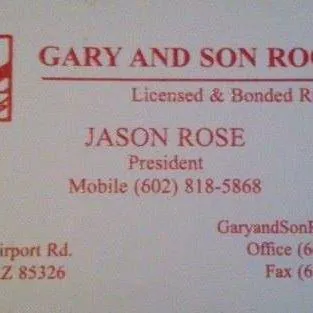 GARY AND SON ROO
Licensed & Bonded R
JASON ROSE
President
Mobile (602) 818-5868
GaryandSonR
irport Rd.
Office (6
Z 85326
Fax (6